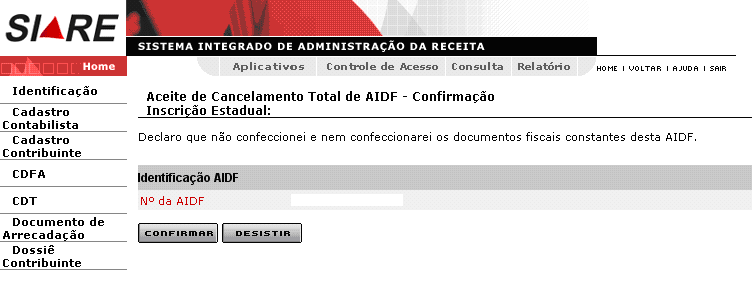 SIARE
SISTEMA INTEGRADO DE ADMINISTRAÇÃO DA RECEITA
Home
Aplicativos Controle de Acesso Consulta Relatório
HOME | VOLTAR | AJUDA | SAIR
Identificação
Cadastro
Contabilista
Cadastro
Contribuinte
CDFA
CDT
Documento de
Arrecadação
Dossiê
Contribuinte
Aceite de Cancelamento Total de AIDF - Confirmação
Inscrição Estadual:
Declaro que não confeccionei e nem confeccionarei os documentos fiscais constantes desta AIDF.
Identificação AIDF
Nº da AIDF
CONFIRMAR DESISTIR